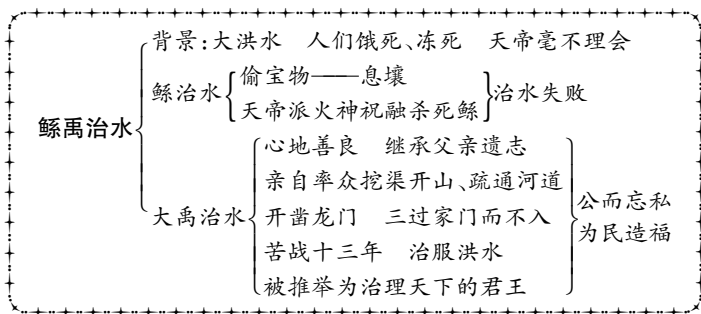 背景:大洪水　人们饿死、冻死　天帝毫不理会
鲧治水
偷宝物——息壤
天帝派火神祝融杀死鲧
治水失败
鲧禹治水
大禹治水
心地善良　继承父亲遗志
亲自率众挖渠开山、疏通河道
开凿龙门　三过家门而不入
苦战十三年　治服洪水
被推举为治理天下的君王
公而忘私
为民造福